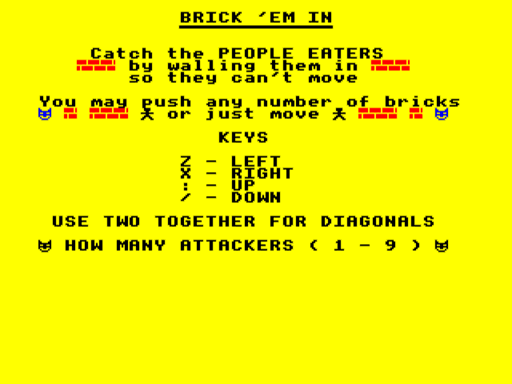 BRICK 'EM IN
Catch the PEOPLE EATERS
by walling them in
so they can't move
You may push any number of bricks
or just move
KEYS
Z - LEFT
X - RIGHT
: - UP
/ - DOWN
USE TWO TOGETHER FOR DIAGONALS
HOW MANY ATTACKERS ( 1 - 9 )